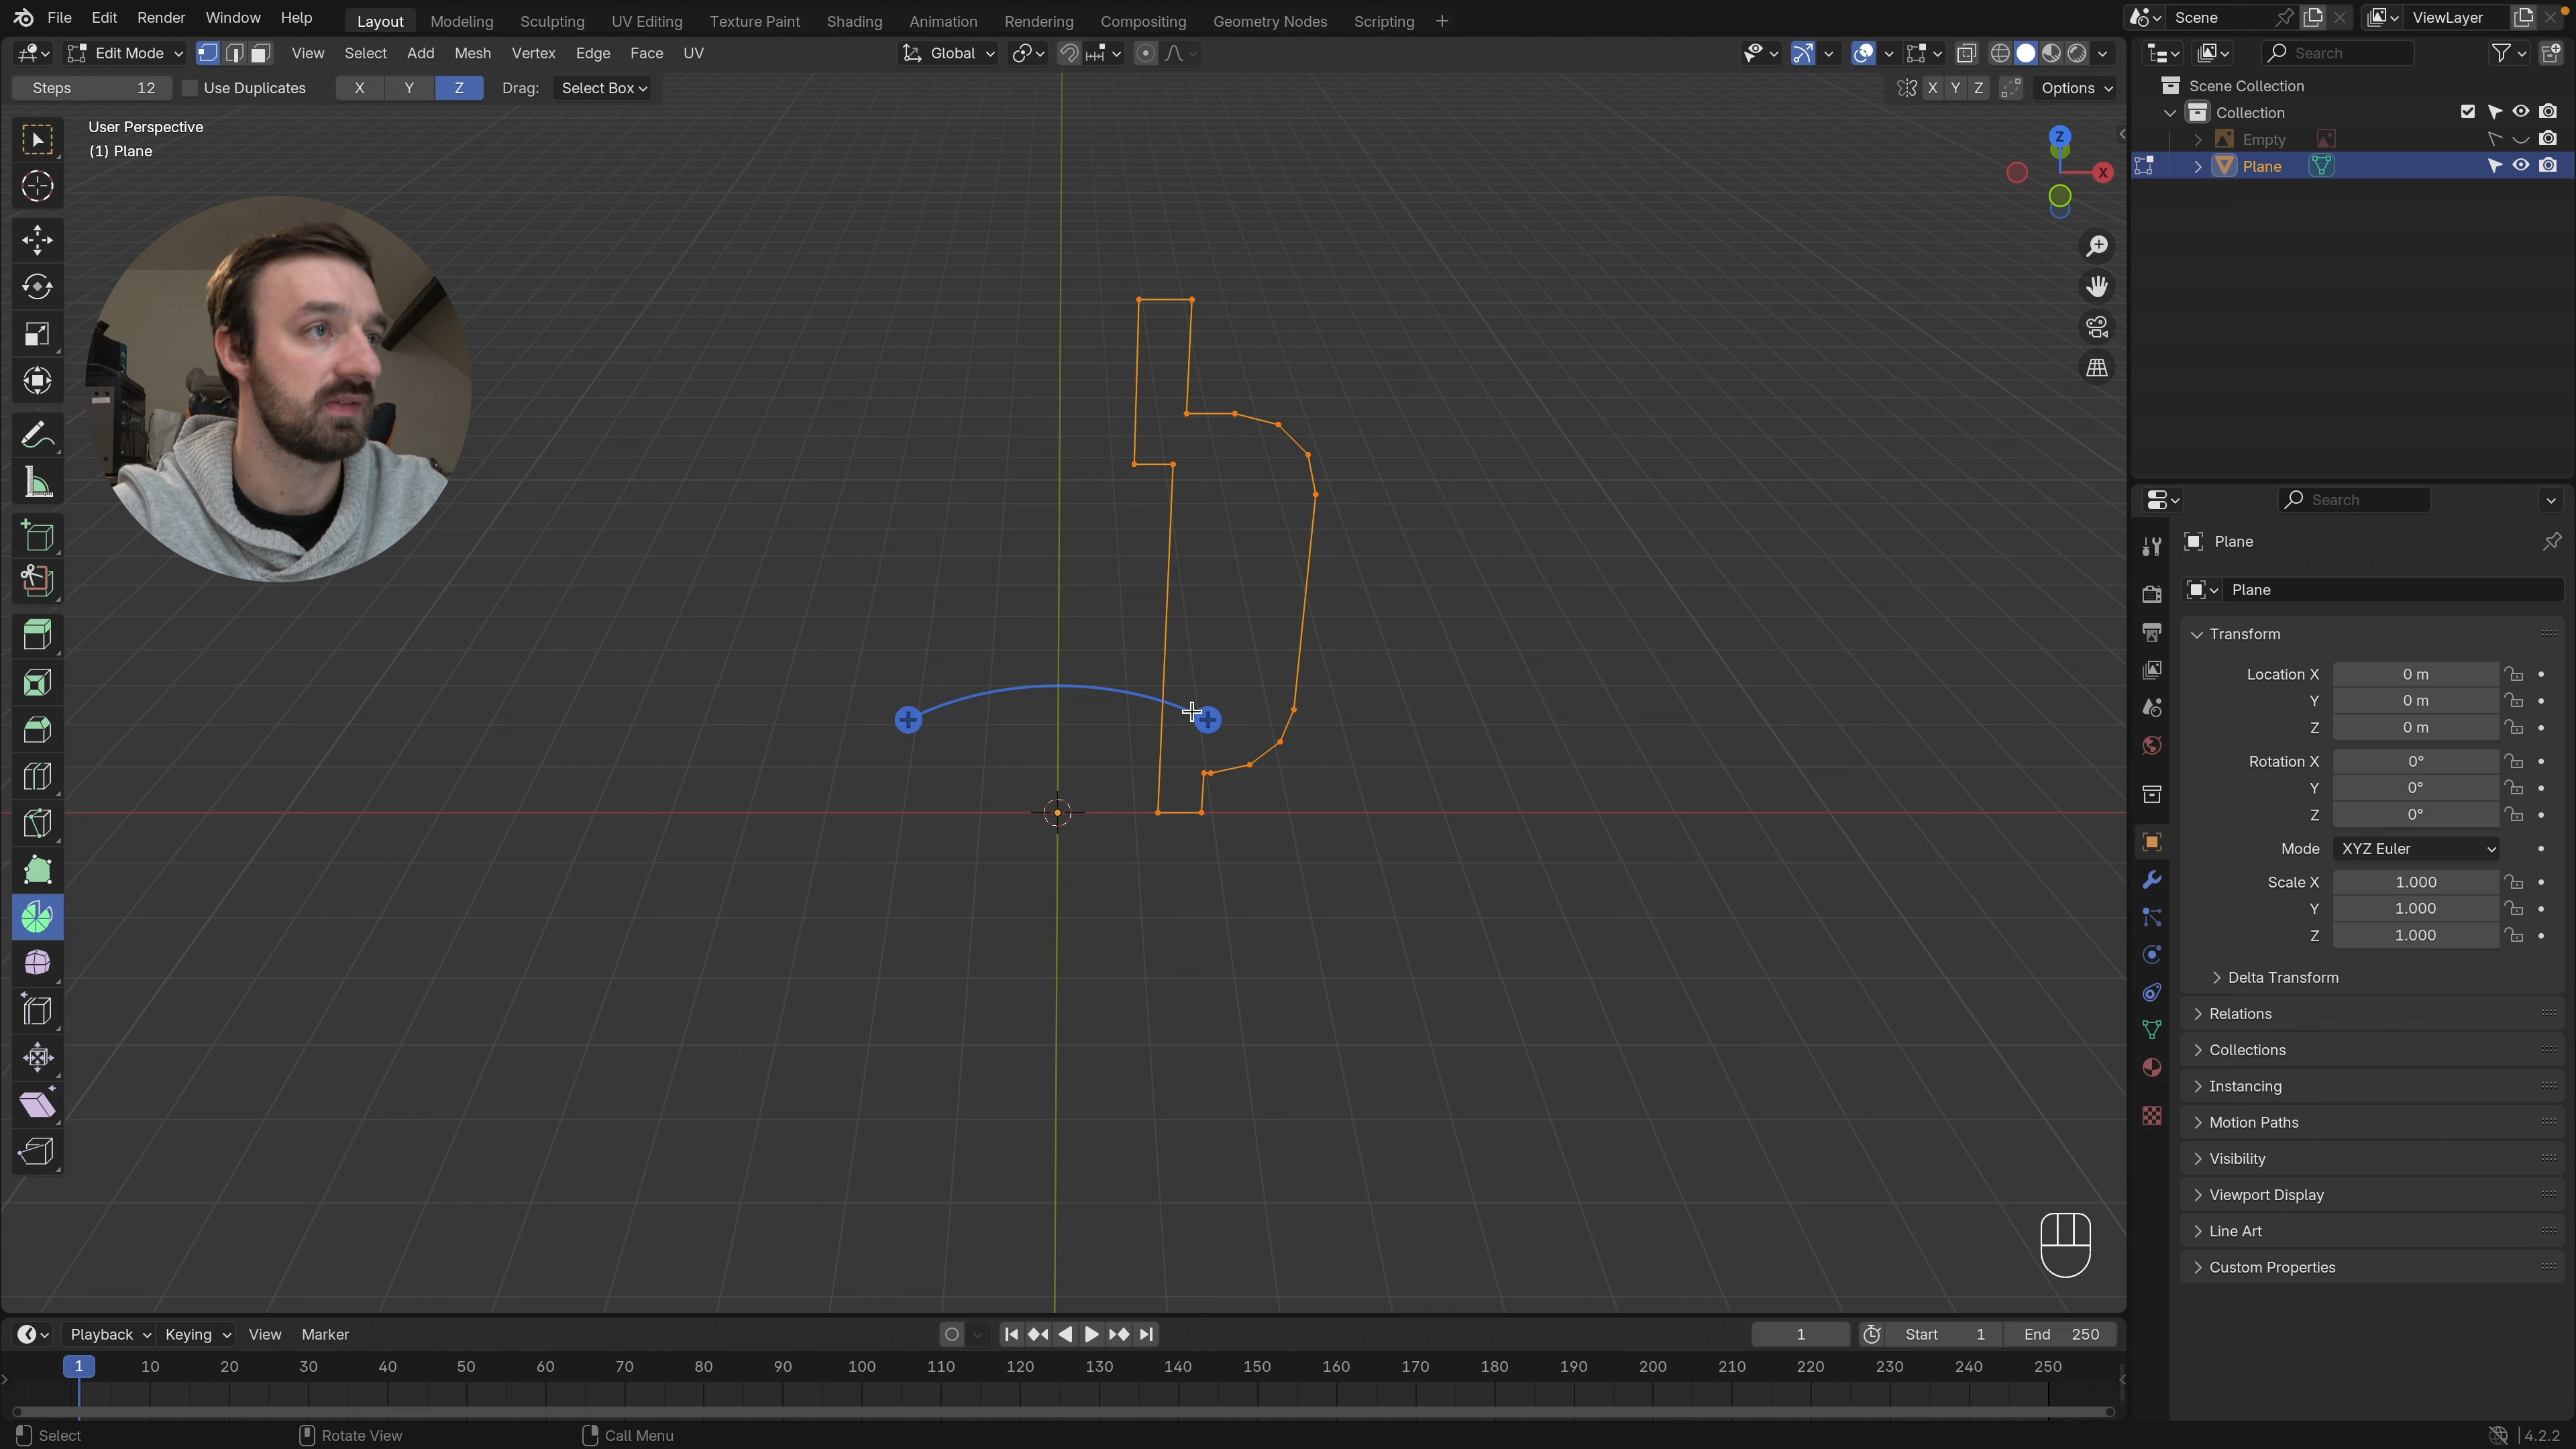 File Edit Render Window Help Layout Modeling Sculpting UV Editing Texture Paint Shading Animation Rendering Compositing Geometry Nodes Scripting Scene ViewLayer
Edit Mode View Select Add Mesh Vertex Edge Face UV Global Search
Steps 12 Use Duplicates X Y Z Drag: Select Box X Y Z Options
User Perspective
(1) Plane
Z
X
Scene Collection
Collection
Empty
Plane
Search
Plane
Plane
Transform
Location X 0 m
Y 0 m
Z 0 m
Rotation X 0°
Y 0°
Z 0°
Mode XYZ Euler
Scale X 1.000
Y 1.000
Z 1.000
Delta Transform
Relations
Collections
Instancing
Motion Paths
Visibility
Viewport Display
Line Art
Custom Properties
Playback Keying View Marker 1 Start 1 End 250
1 10 20 30 40 50 60 70 80 90 100 110 120 130 140 150 160 170 180 190 200 210 220 230 240 250
Select Rotate View Call Menu 4.2.2